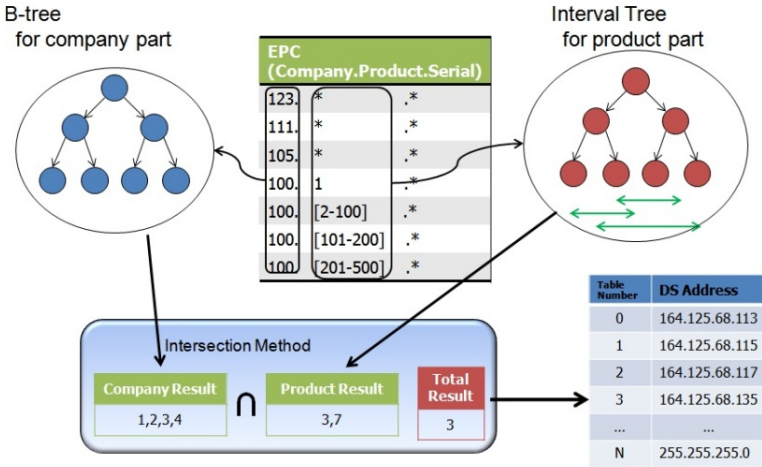 B-tree
for company part
Interval Tree
for product part
EPC
(Company.Product.Serial)
123. * .*
111. * .*
105. * .*
100. 1 .*
100. [2-100] .*
100. [101-200] .*
100. [201-500] .*
Intersection Method
Company Result
1,2,3,4
∩
Product Result
3,7
Total
Result
3
Table
Number DS Address
0 164.125.68.113
1 164.125.68.115
2 164.125.68.117
3 164.125.68.135
... ...
N 255.255.255.0